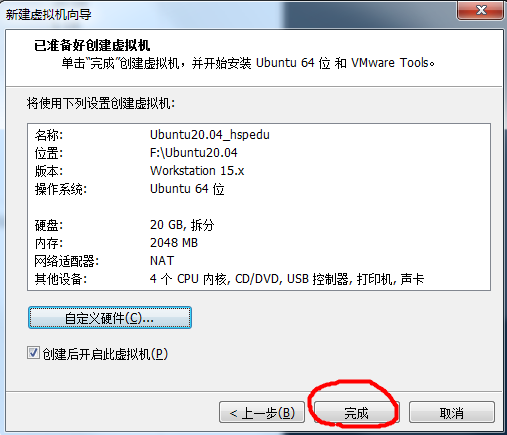 新建虚拟机向导
已准备好创建虚拟机
单击"完成"创建虚拟机，并开始安装 Ubuntu 64 位 和 VMware Tools。
将使用下列设置创建虚拟机:
名称: Ubuntu20.04_hspedu
位置: F:\Ubuntu20.04
版本: Workstation 15.x
操作系统: Ubuntu 64 位
硬盘: 20 GB, 拆分
内存: 2048 MB
网络适配器: NAT
其他设备: 4 个 CPU 内核, CD/DVD, USB 控制器, 打印机, 声卡
自定义硬件(C)...
创建后开启此虚拟机(P)
< 上一步(B) 完成 取消